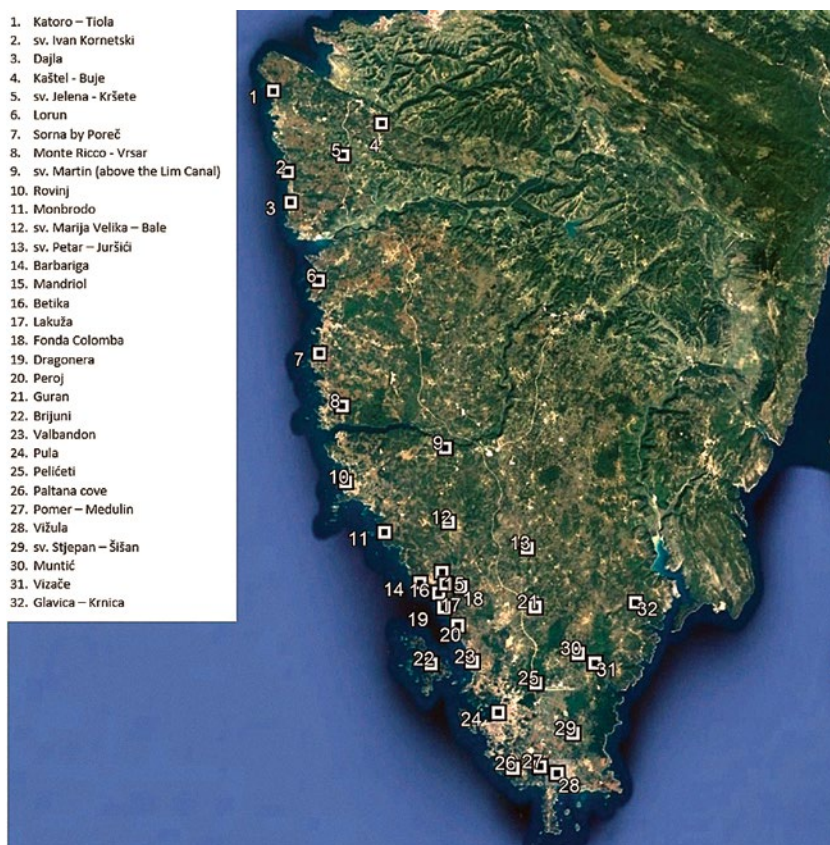 1. Katoro – Tiola
2. sv. Ivan Kornetski
3. Dajla
4. Kaštel - Buje
5. sv. Jelena - Kršete
6. Lorun
7. Sorna by Poreč
8. Monte Ricco - Vrsar
9. sv. Martin (above the Lim Canal)
10. Rovinj
11. Monbrodo
12. sv. Marija Velika – Bale
13. sv. Petar – Juršići
14. Barbariga
15. Mandriol
16. Betika
17. Lakuža
18. Fonda Colomba
19. Dragonera
20. Peroj
21. Guran
22. Brijuni
23. Valbandon
24. Pula
25. Pelićeti
26. Paltana cove
27. Pomer – Medulin
28. Vižula
29. sv. Stjepan – Šišan
30. Muntić
31. Vizače
32. Glavica – Krnica
1
4
5
2
3
6
7
8
9
10
12
11
13
14
16
15
18
17
21
32
19
20
22
23
30
31
25
24
29
26
27
28